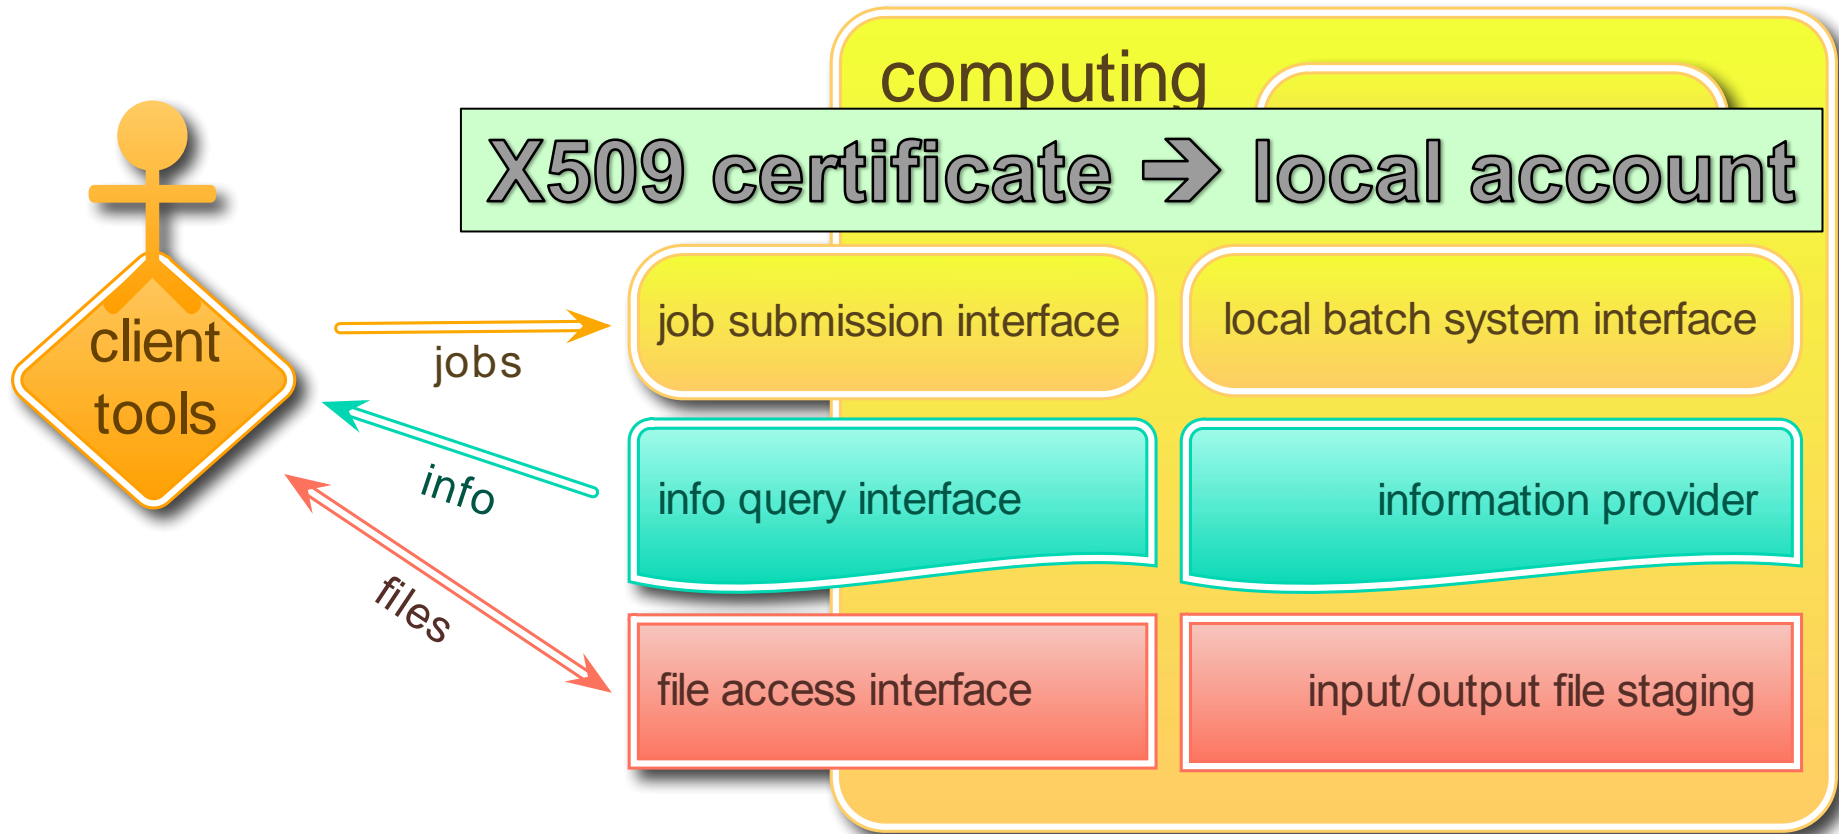 computing
X509 certificate ➔ local account
client
tools
jobs
job submission interface
local batch system interface
info
info query interface
information provider
files
file access interface
input/output file staging